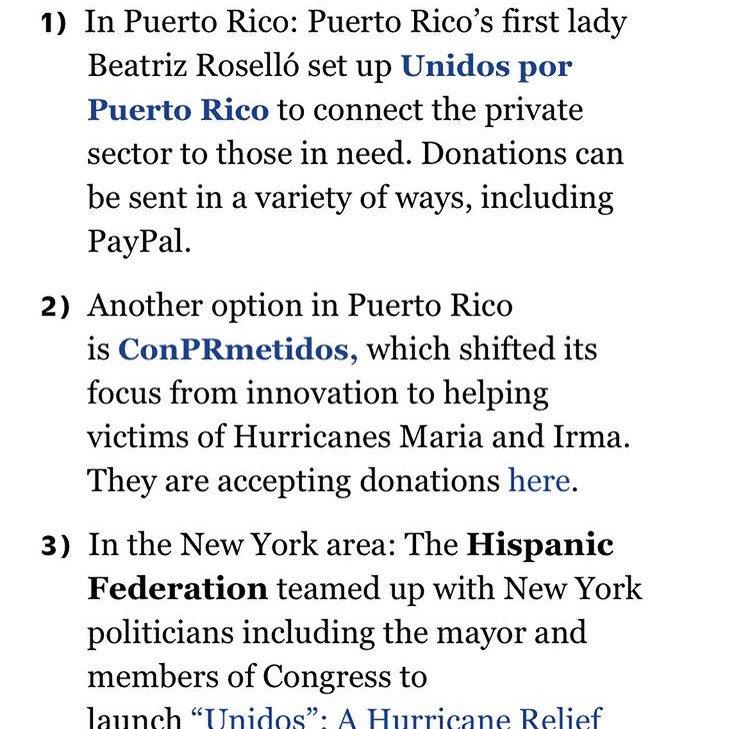 1) In Puerto Rico: Puerto Rico’s first lady
Beatriz Roselló set up Unidos por
Puerto Rico to connect the private
sector to those in need. Donations can
be sent in a variety of ways, including
PayPal.
2) Another option in Puerto Rico
is ConPRmetidos, which shifted its
focus from innovation to helping
victims of Hurricanes Maria and Irma.
They are accepting donations here.
3) In the New York area: The Hispanic
Federation teamed up with New York
politicians including the mayor and
members of Congress to
launch “Unidos”: A Hurricane Relief